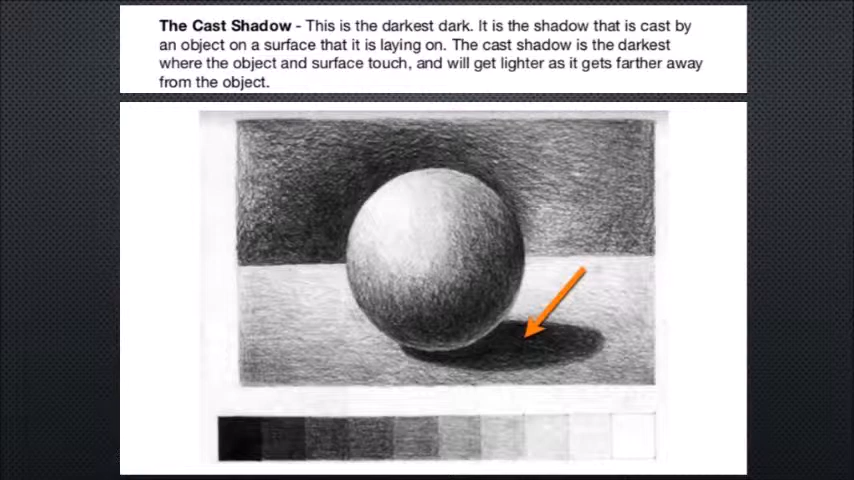 The Cast Shadow - This is the darkest dark. It is the shadow that is cast by
an object on a surface that it is laying on. The cast shadow is the darkest
where the object and surface touch, and will get lighter as it gets farther away
from the object.